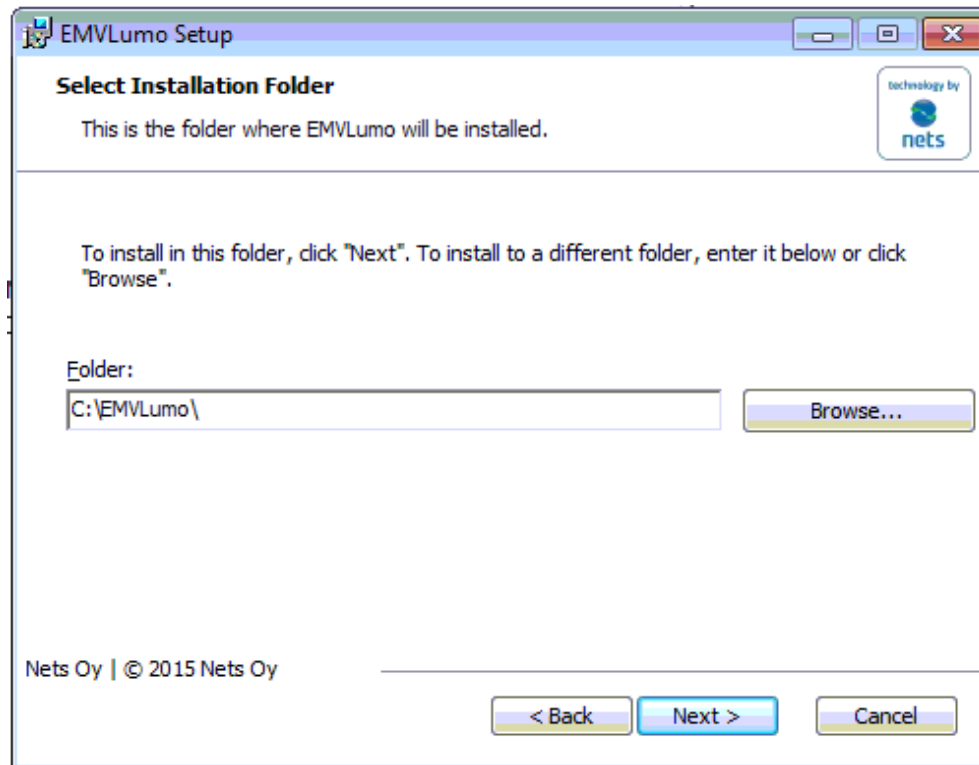 EMVLumo Setup
Select Installation Folder
This is the folder where EMVLumo will be installed.
technology by
nets
To install in this folder, click "Next". To install to a different folder, enter it below or click
"Browse".
Folder:
C:\EMVLumo\
Browse...
Nets Oy | © 2015 Nets Oy
< Back
Next >
Cancel